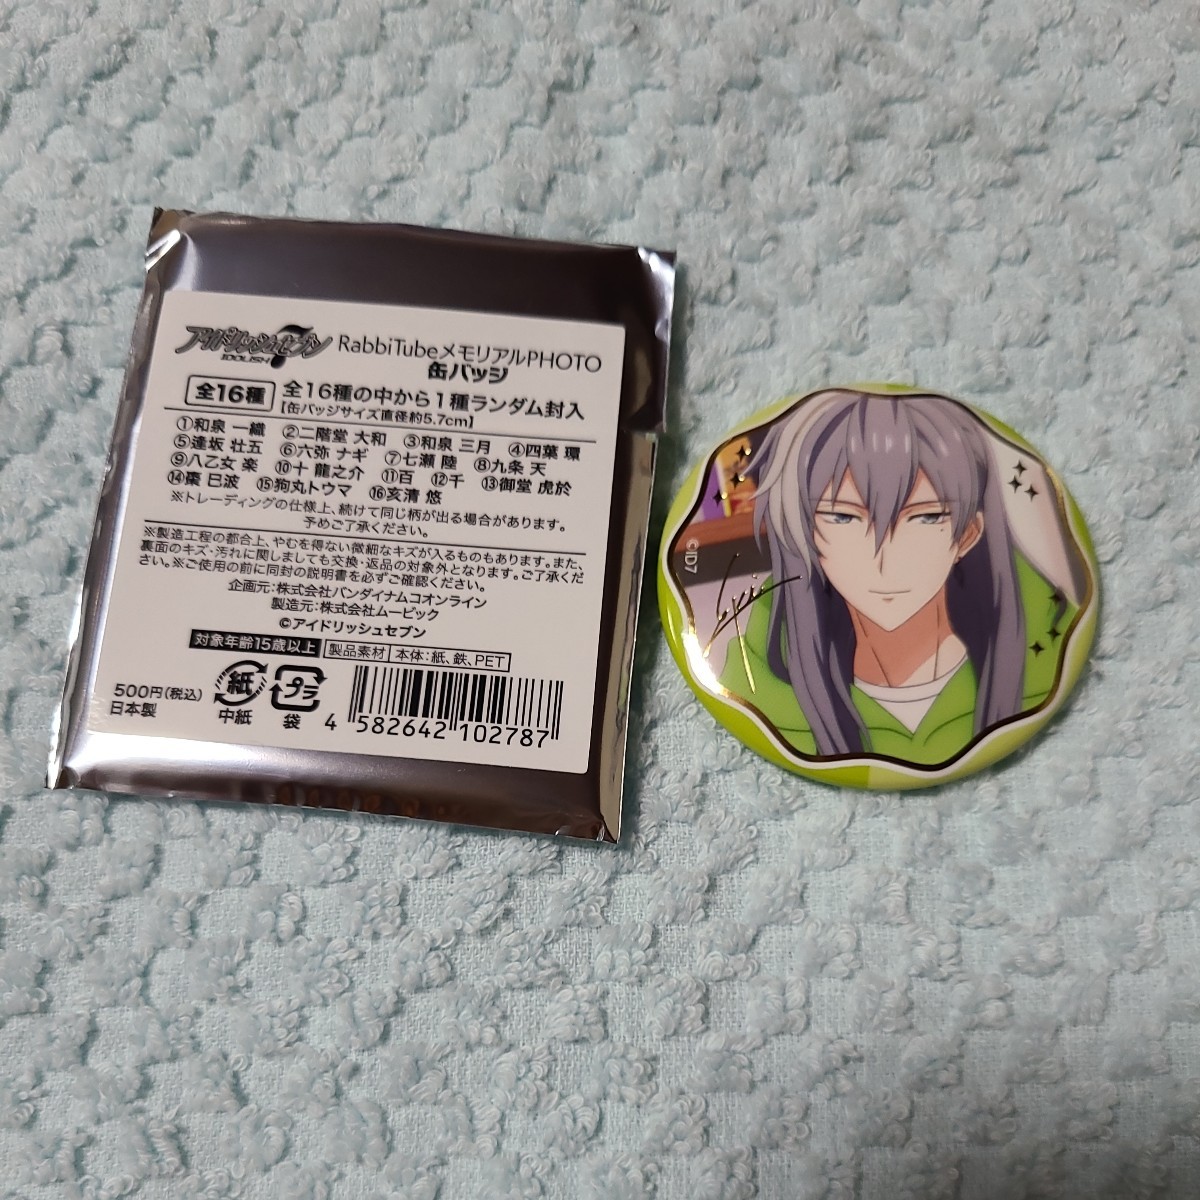 アイドリッシュセブン
IDOLiSH
RabbiTubeメモリアルPHOTO
缶バッジ
全16種 全16種の中から1種ランダム封入
【缶バッジサイズ直径約5.7cm】
①和泉 一織 ②二階堂 大和 ③和泉 三月 ④四葉 環
⑤逢坂 壮五 ⑥六弥 ナギ ⑦七瀬 陸 ⑧九条 天
⑨八乙女 楽 ⑩十 龍之介 ⑪百 ⑫千 ⑬御堂 虎於
⑭棗 巳波 ⑮狗丸トウマ ⑯亥清 悠
※トレーディングの仕様上、続けて同じ柄が出る場合があります。
予めご了承ください。
※製造工程の都合上、やむを得ない微細なキズが入るものもあります。また、
裏面のキズ・汚れに関しましても交換・返品の対象外となります。ご了承くだ
さい。※ご使用の前に同封の説明書を必ずご確認ください。
企画元:株式会社バンダイナムコオンライン
製造元:株式会社ムービック
©アイドリッシュセブン
対象年齢15歳以上 製品素材 本体:紙、鉄、PET
500円(税込)
日本製
紙
中紙
プラ
袋
4 582642 102787
©ID7